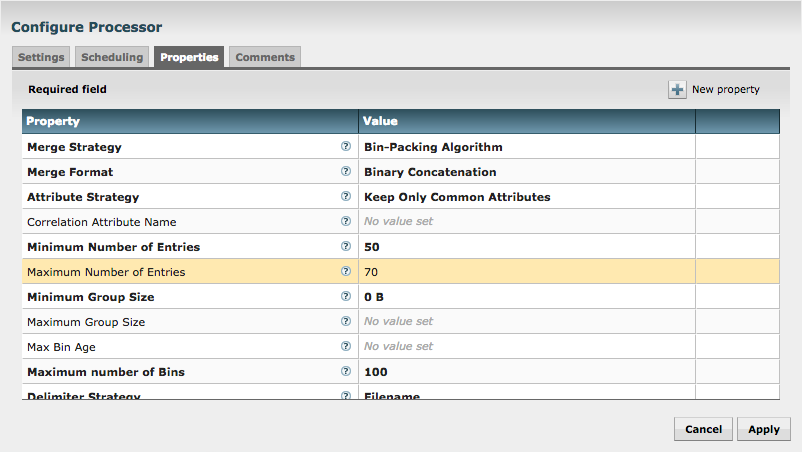 Configure Processor
Settings Scheduling Properties Comments
Required field New property
Property Value
Merge Strategy ? Bin-Packing Algorithm
Merge Format ? Binary Concatenation
Attribute Strategy ? Keep Only Common Attributes
Correlation Attribute Name ? No value set
Minimum Number of Entries ? 50
Maximum Number of Entries ? 70
Minimum Group Size ? 0 B
Maximum Group Size ? No value set
Max Bin Age ? No value set
Maximum number of Bins ? 100
Delimiter Strategy ? Filename
Cancel Apply